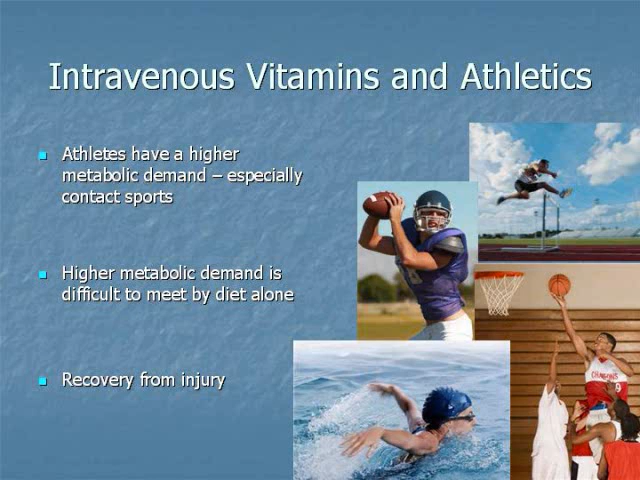 Intravenous Vitamins and Athletics
Athletes have a higher
metabolic demand – especially
contact sports
Higher metabolic demand is
difficult to meet by diet alone
Recovery from injury
9